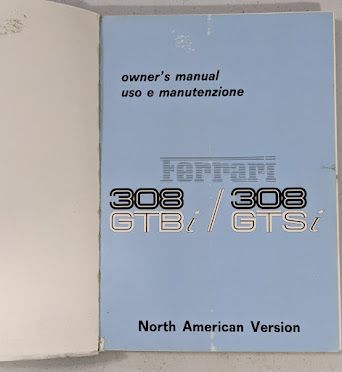 owner's manual
uso e manutenzione
Ferrari
308 / 308
GTBi GTSi
North American Version